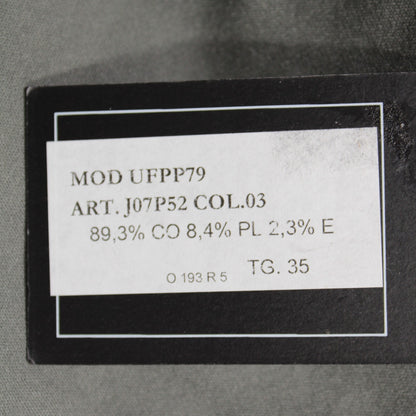 MOD UFPP79
ART. J07P52 COL.03
89,3% CO 8,4% PL 2,3% E
O 193 R 5 TG. 35